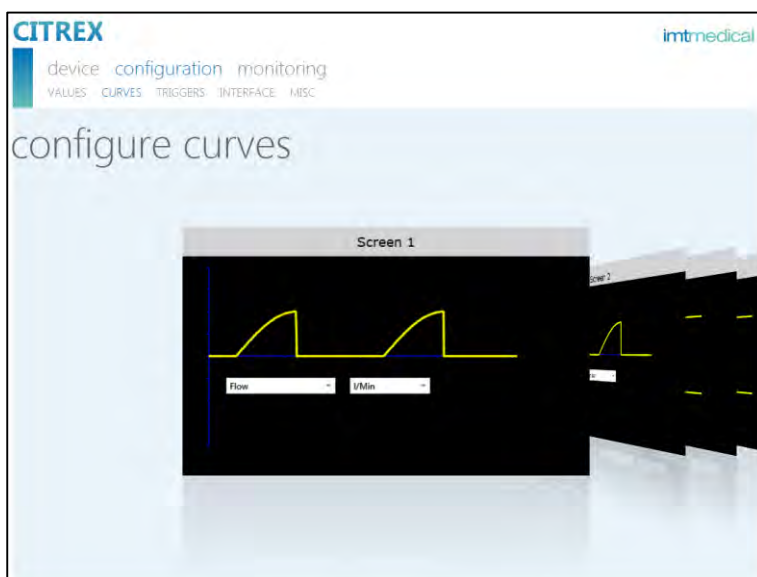 CITREX
imtmedical
device configuration monitoring
VALUES CURVES TRIGGERS INTERFACE MISC
configure curves
Screen 1
Screen 2
Flow l/Min